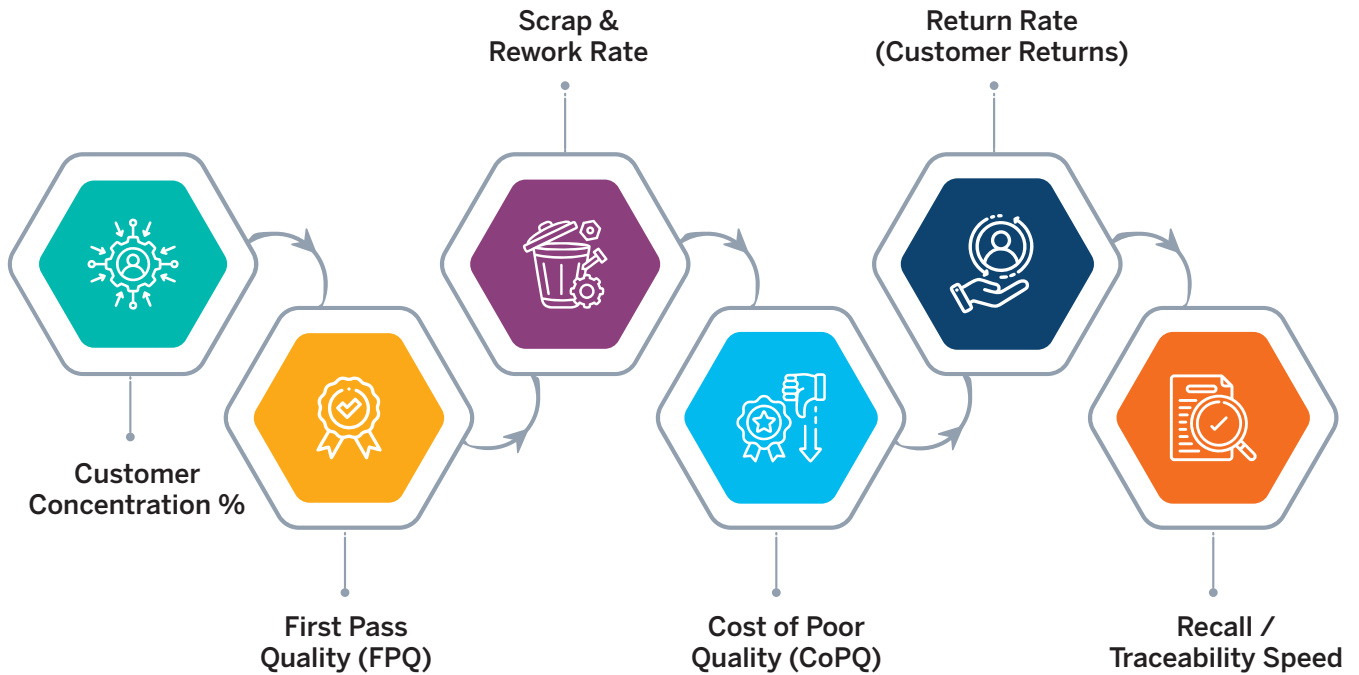 Customer
Concentration %
First Pass
Quality (FPQ)
Scrap &
Rework Rate
Cost of Poor
Quality (CoPQ)
Return Rate
(Customer Returns)
Recall /
Traceability Speed